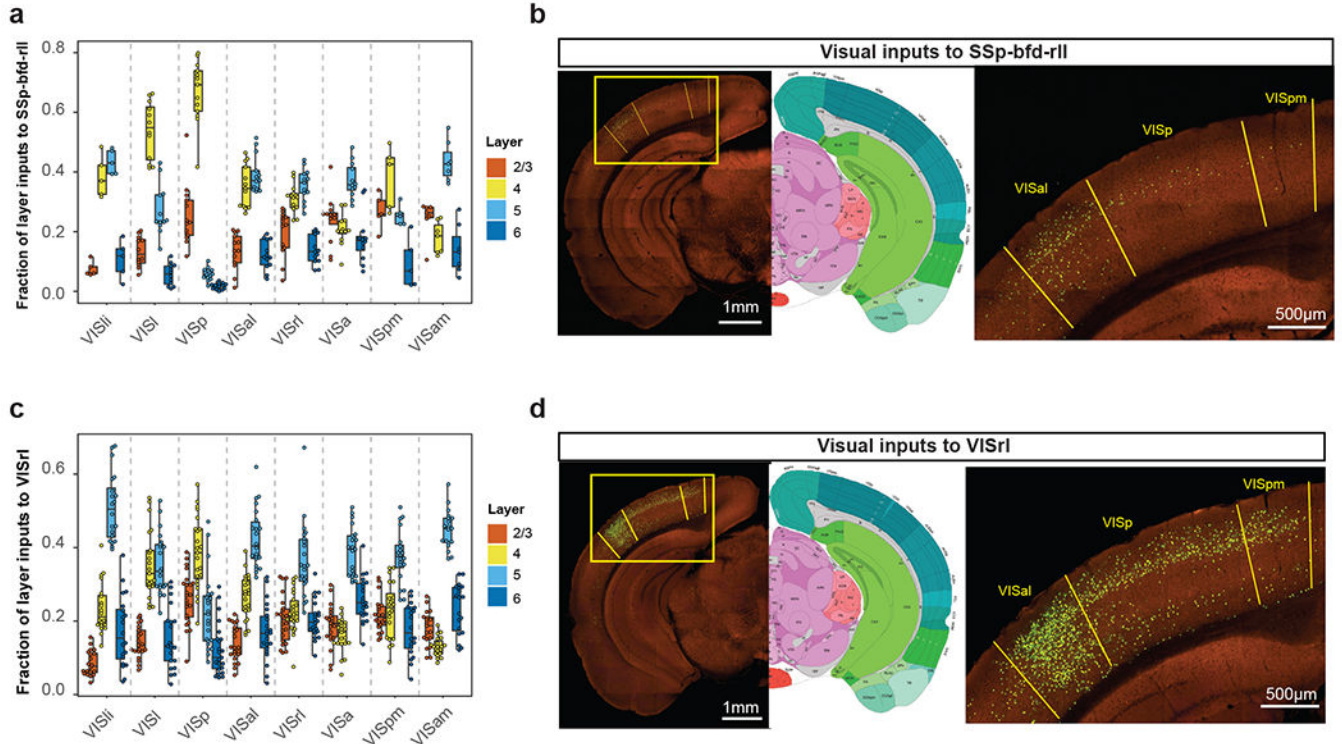 a
Fraction of layer inputs to SSp-bfd-rll
0.8
0.6
0.4
0.2
0.0
VISli
VISl
VISp
VISal
VISrl
VISa
VISpm
VISam
Layer
2/3
4
5
6
b
Visual inputs to SSp-bfd-rll
1mm
VISal
VISp
VISpm
500µm
c
Fraction of layer inputs to VISrl
0.6
0.4
0.2
0.0
VISli
VISl
VISp
VISal
VISrl
VISa
VISpm
VISam
Layer
2/3
4
5
6
d
Visual inputs to VISrl
1mm
VISal
VISp
VISpm
500µm